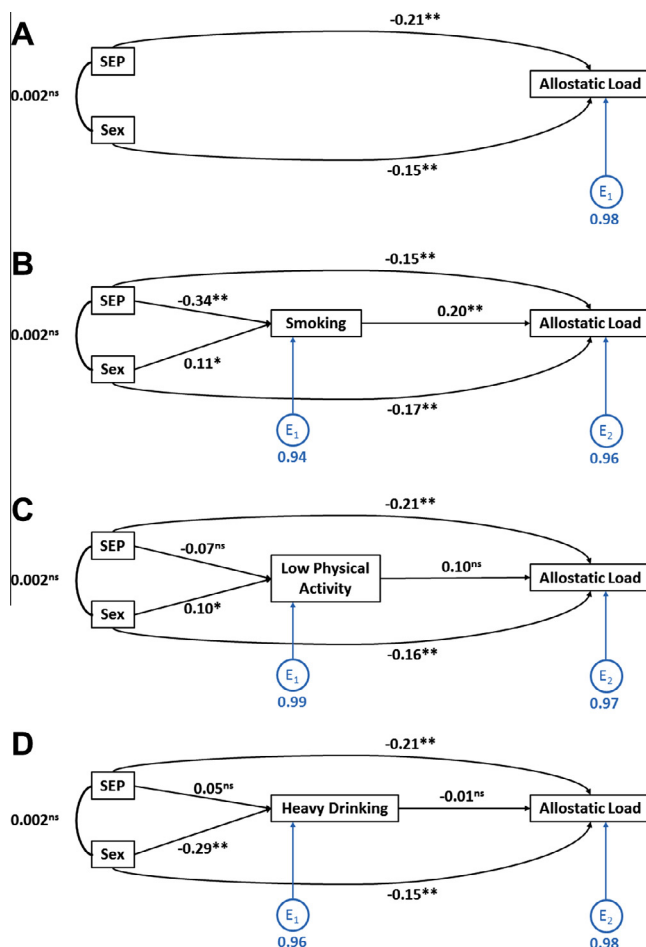 A
-0.21**
SEP
0.002ⁿˢ
Allostatic Load
Sex
-0.15**
E₁
0.98
B
-0.15**
SEP
-0.34**
0.002ⁿˢ
Smoking
0.20**
Allostatic Load
0.11*
Sex
-0.17**
E₁
0.94
E₂
0.96
C
-0.21**
SEP
-0.07ⁿˢ
0.002ⁿˢ
Low Physical
Activity
0.10ⁿˢ
Allostatic Load
0.10*
Sex
-0.16**
E₁
0.99
E₂
0.97
D
-0.21**
SEP
0.05ⁿˢ
0.002ⁿˢ
Heavy Drinking
-0.01ⁿˢ
Allostatic Load
-0.29**
Sex
-0.15**
E₁
0.96
E₂
0.98